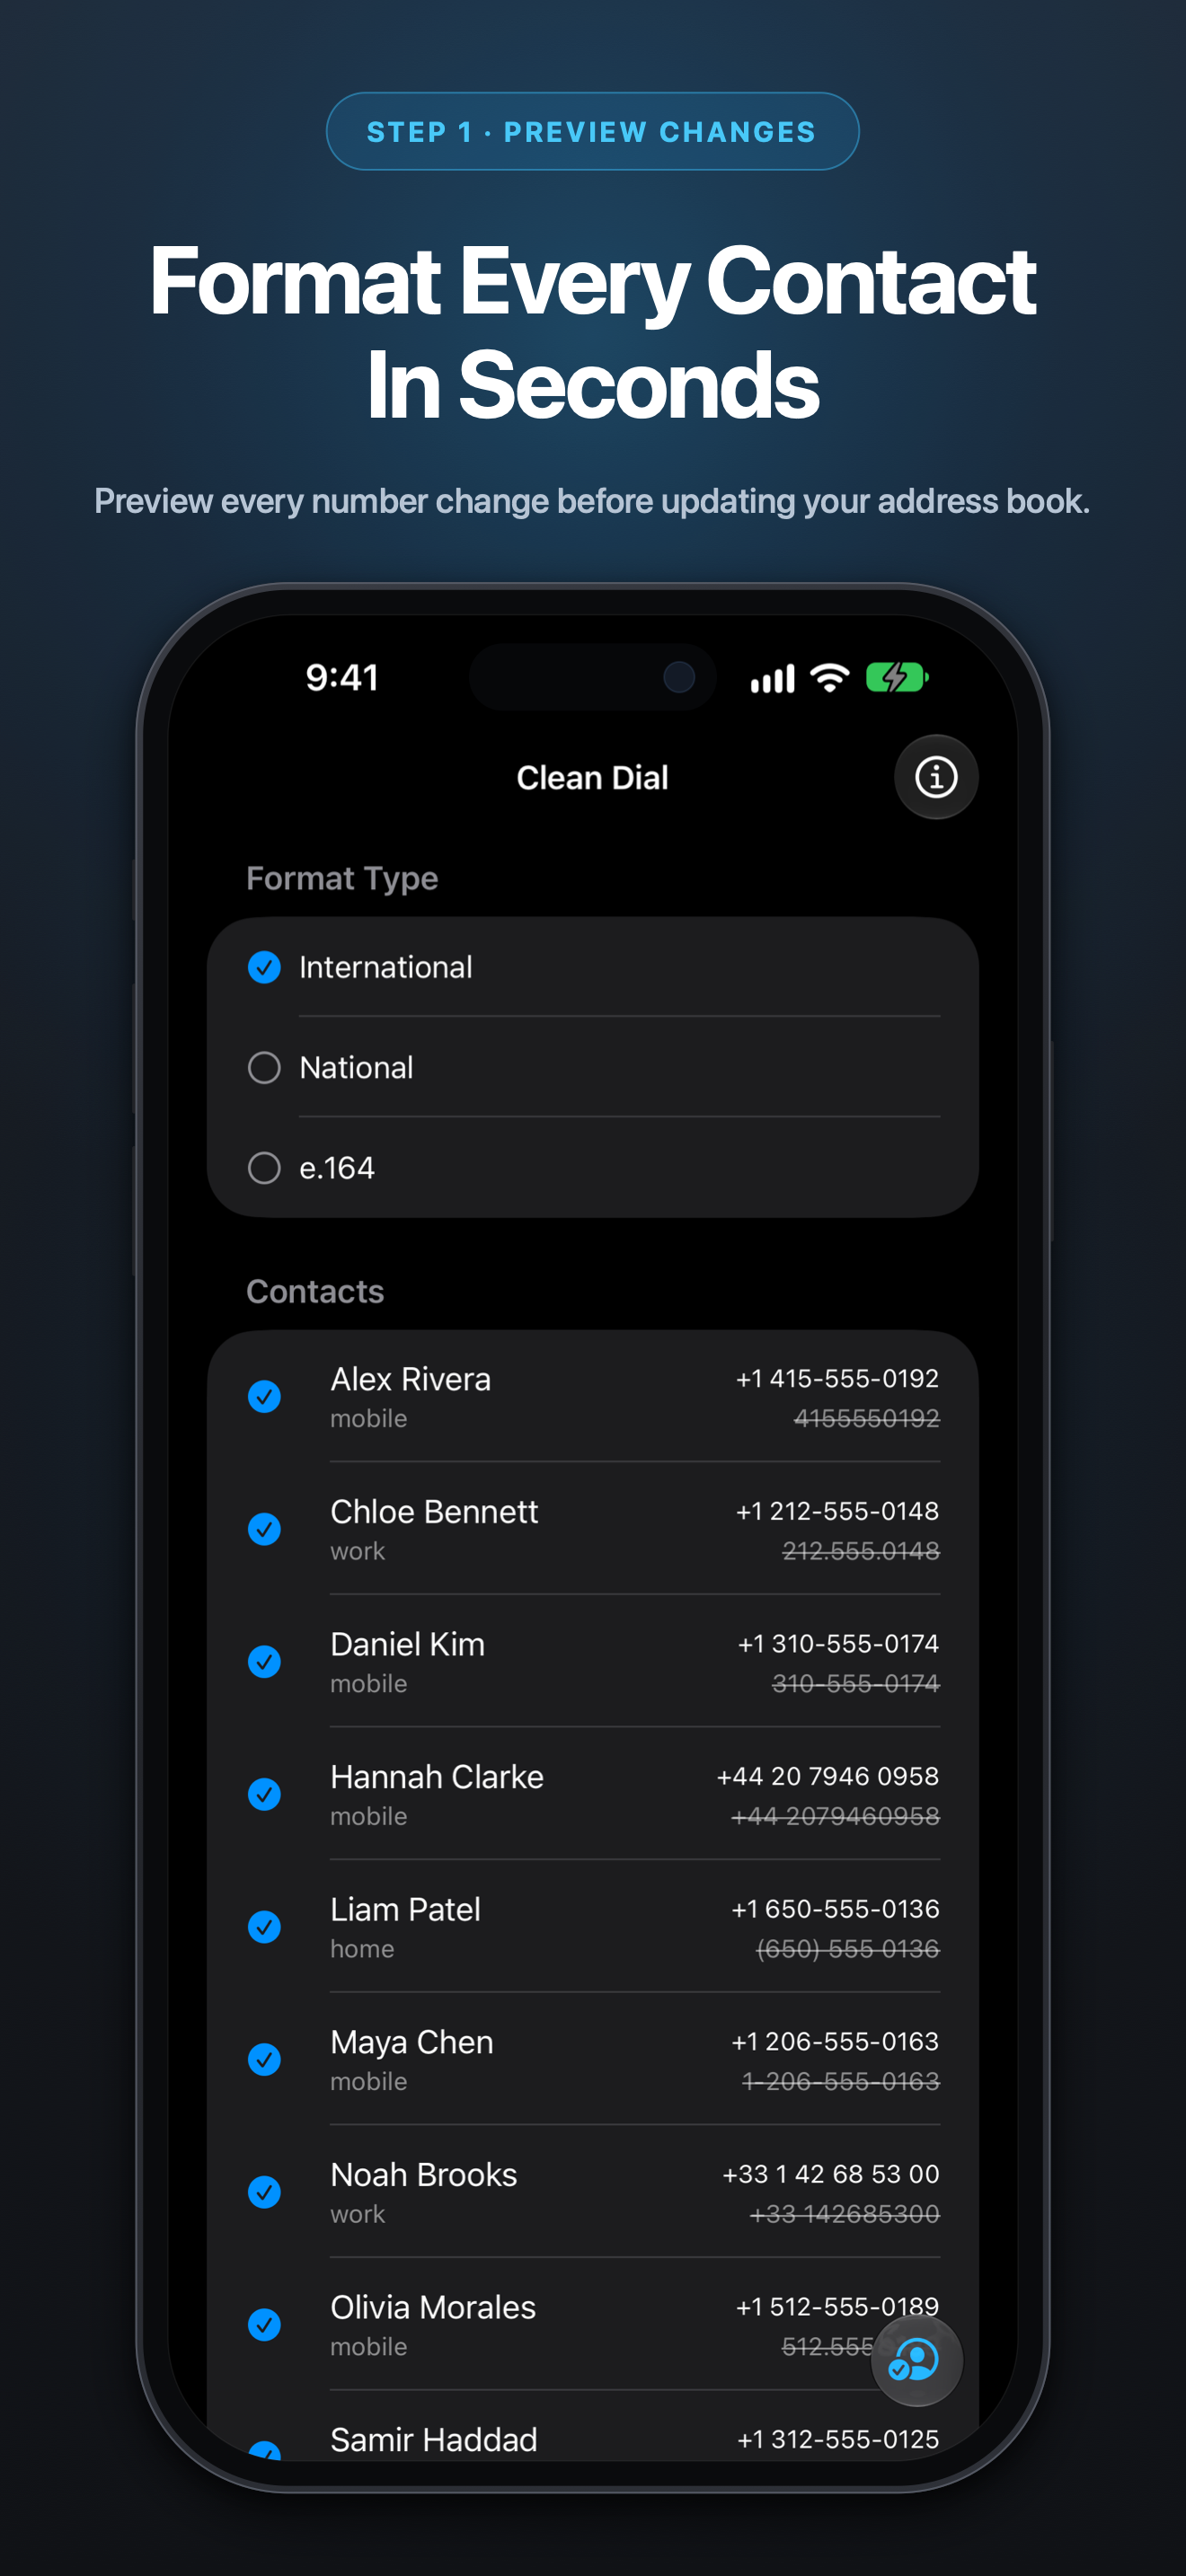 STEP 1 · PREVIEW CHANGES
Format Every Contact
In Seconds
Preview every number change before updating your address book.
9:41
Clean Dial
Format Type
International
National
e.164
Contacts
Alex Rivera +1 415-555-0192
mobile 4155550192
Chloe Bennett +1 212-555-0148
work 212.555.0148
Daniel Kim +1 310-555-0174
mobile 310-555-0174
Hannah Clarke +44 20 7946 0958
mobile +44 2079460958
Liam Patel +1 650-555-0136
home (650) 555 0136
Maya Chen +1 206-555-0163
mobile 1-206-555-0163
Noah Brooks +33 1 42 68 53 00
work +33 142685300
Olivia Morales +1 512-555-0189
mobile 512.555
Samir Haddad +1 312-555-0125